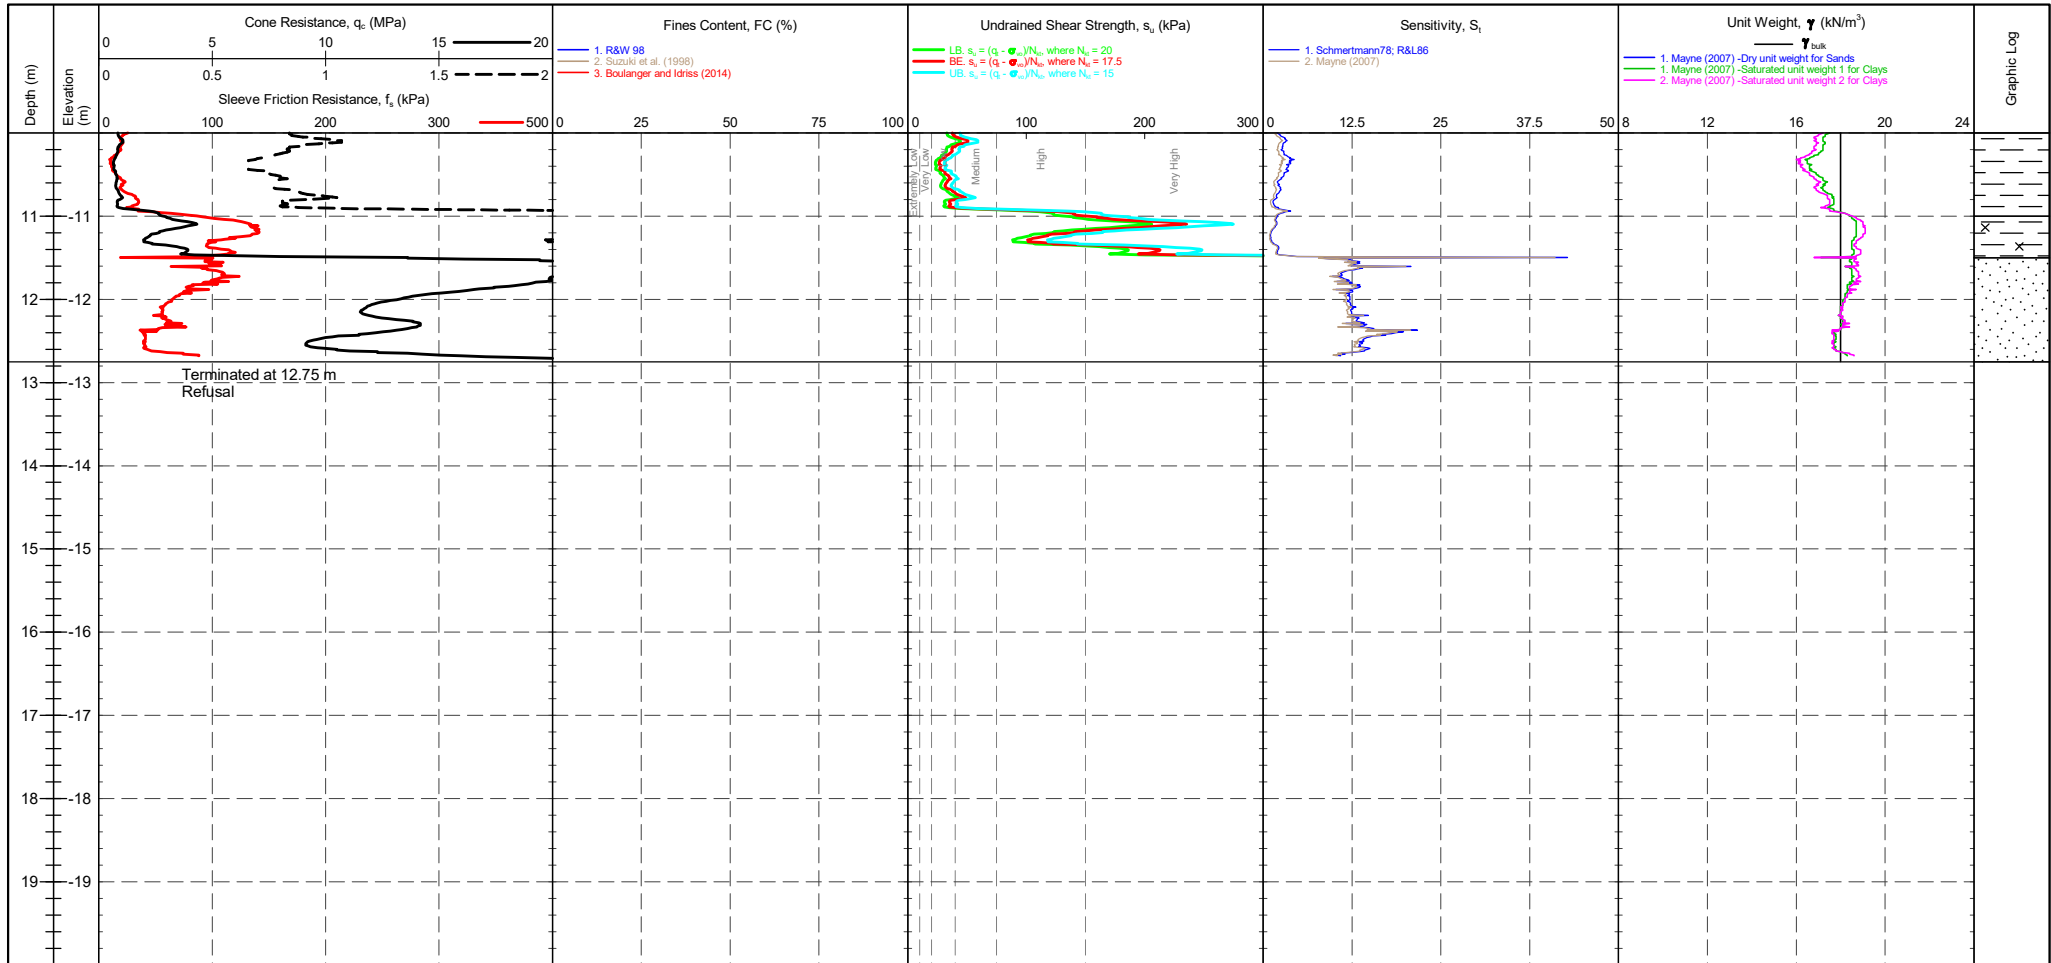 Depth (m)
Elevation
(m)
Cone Resistance, qc (MPa)
0 5 10 15 20
0 0.5 1 1.5 2
Sleeve Friction Resistance, fs (kPa)
0 100 200 300 500
Fines Content, FC (%)
1. R&W 98
2. Suzuki et al. (1998)
3. Boulanger and Idriss (2014)
0 25 50 75 100
Undrained Shear Strength, su (kPa)
LB. su = (qt - σvo)/Nkt, where Nkt = 20
BE. su = (qt - σvo)/Nkt, where Nkt = 17.5
UB. su = (qt - σvo)/Nkt, where Nkt = 15
0 100 200 300
Extremely Low
Very Low
Medium
High
Very High
Sensitivity, St
1. Schmertmann78; R&L86
2. Mayne (2007)
0 12.5 25 37.5 50
Unit Weight, γ (kN/m³)
γbulk
1. Mayne (2007) -Dry unit weight for Sands
1. Mayne (2007) -Saturated unit weight 1 for Clays
2. Mayne (2007) -Saturated unit weight 2 for Clays
8 12 16 20 24
Graphic Log
11 -11
12 -12
Terminated at 12.75 m
Refusal
13 -13
14 -14
15 -15
16 -16
17 -17
18 -18
19 -19